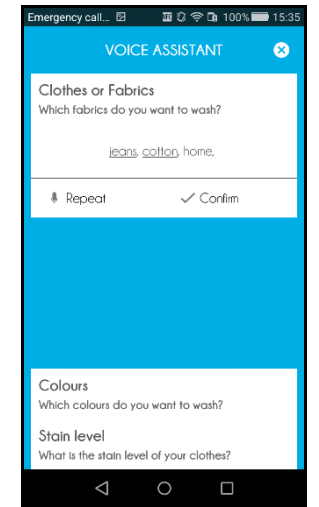 Emergency call... 100% 15:35
VOICE ASSISTANT
Clothes or Fabrics
Which fabrics do you want to wash?
jeans, cotton, home,
Repeat Confirm
Colours
Which colours do you want to wash?
Stain level
What is the stain level of your clothes?